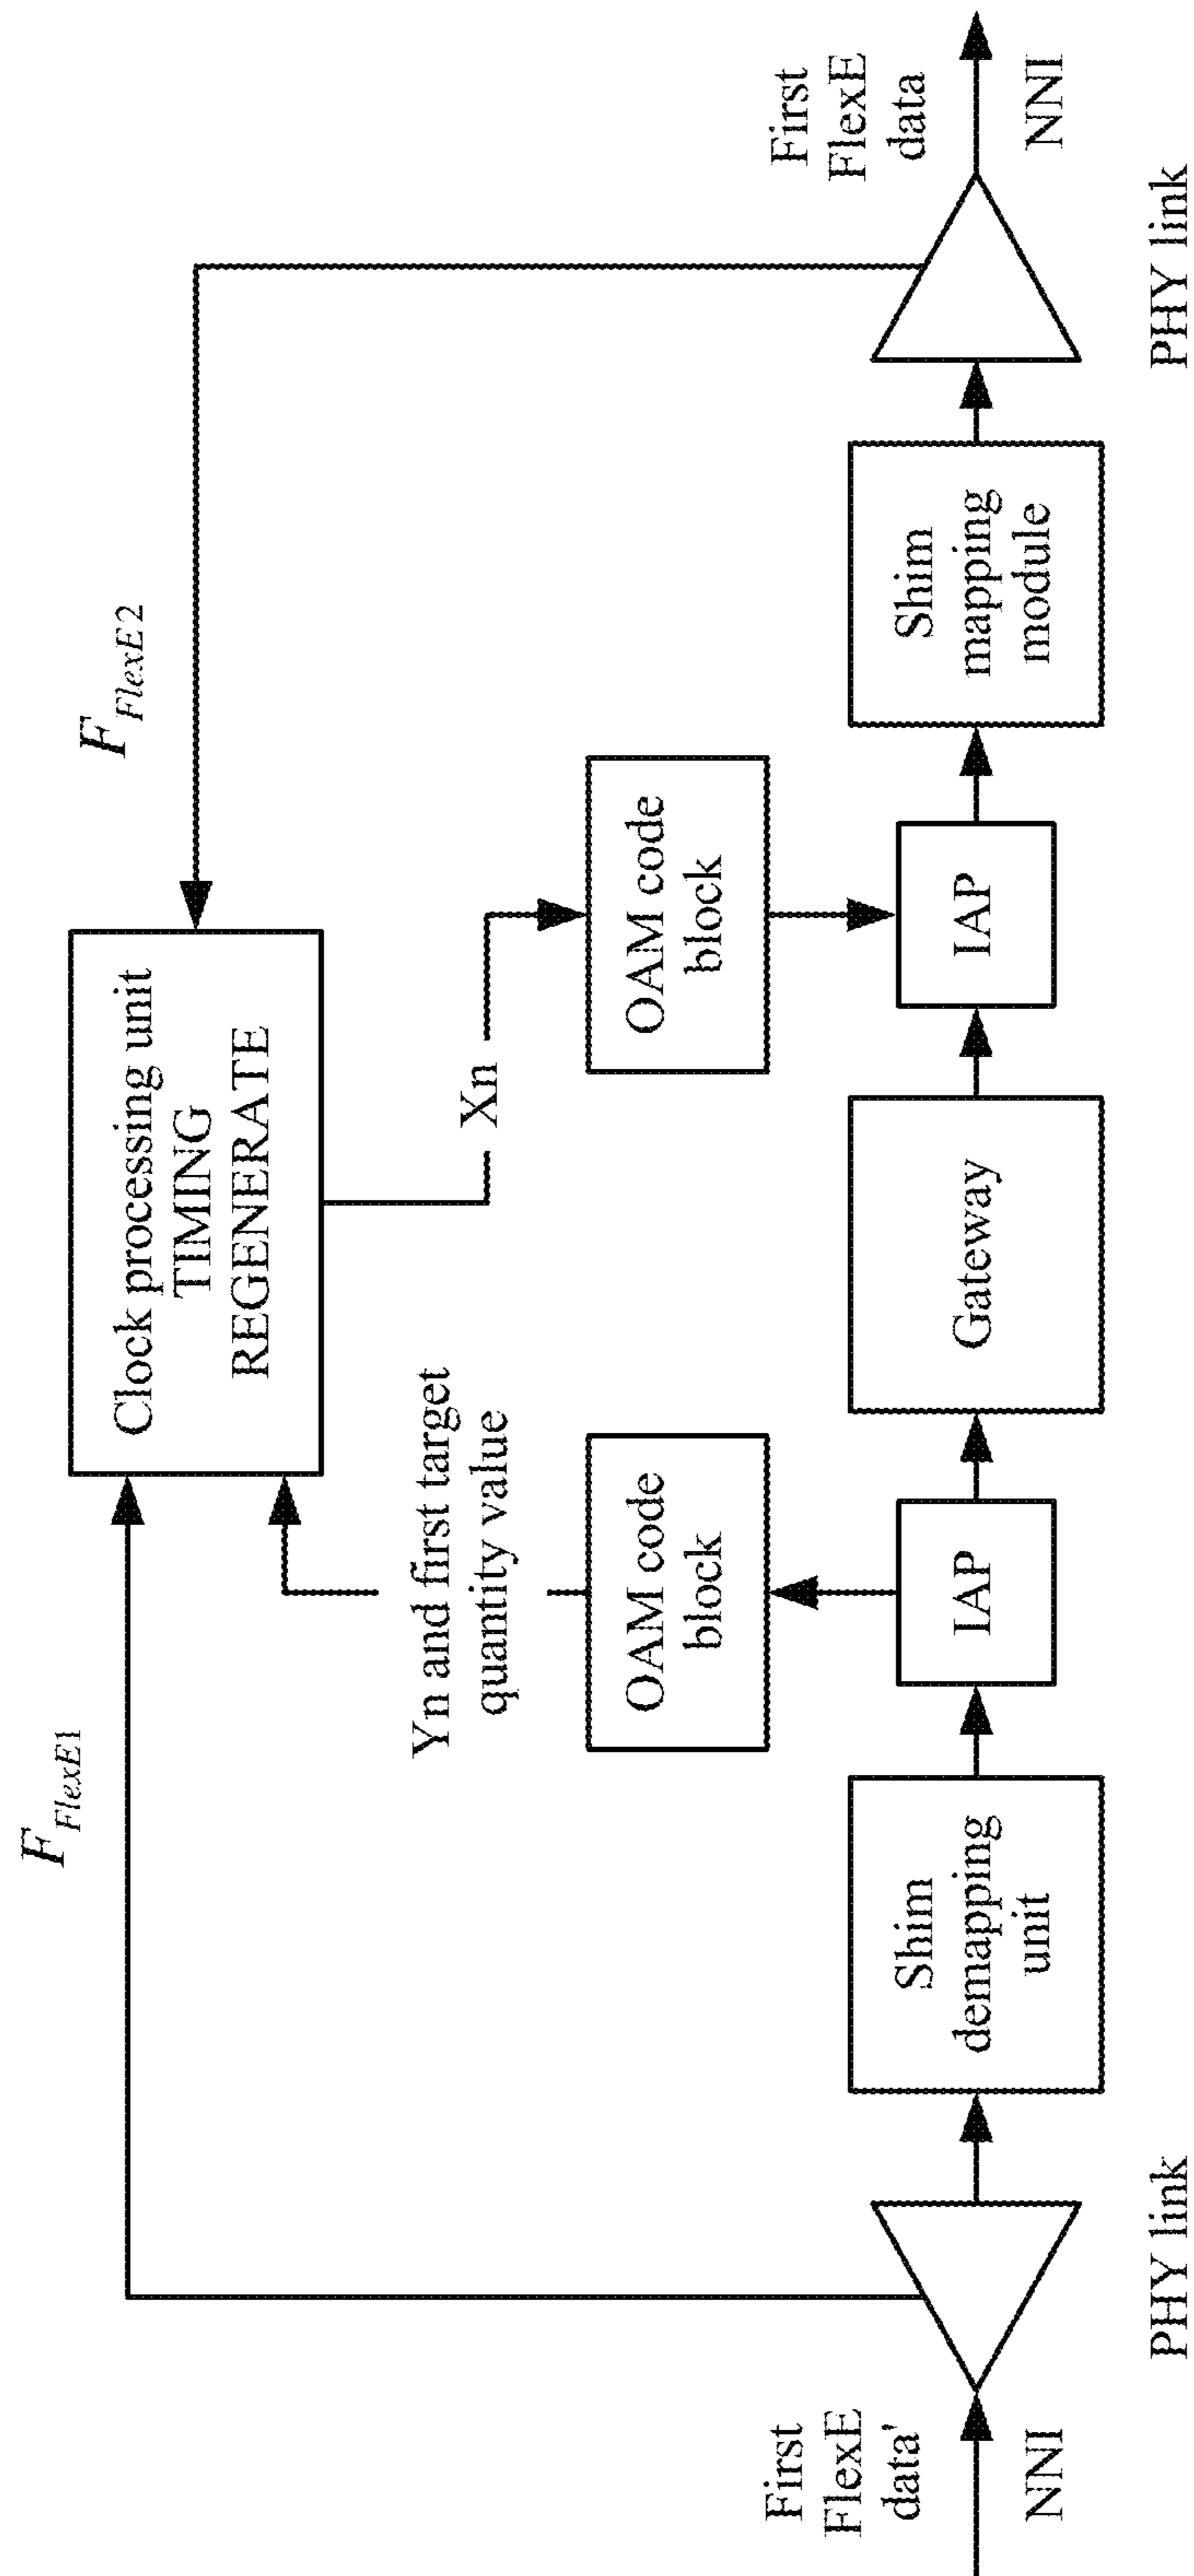 F FlexE1
F FlexE2
Clock processing unit
TIMING
REGENERATE
Yn and first target
quantity value
Xn
OAM code
block
OAM code
block
First
FlexE
data'
NNI
PHY link
Shim
demapping
unit
IAP
Gateway
IAP
Shim
mapping
module
First
FlexE
data
NNI
PHY link